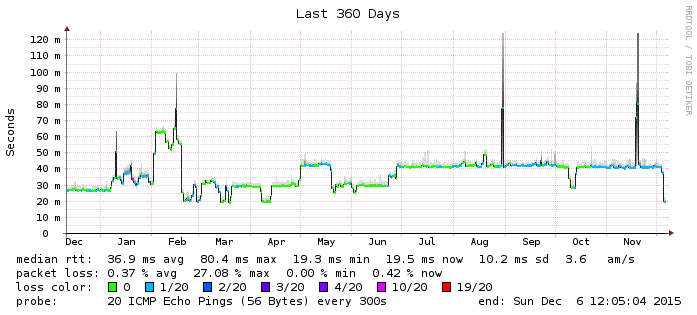 Last 360 Days
RRDTOOL / TOBI OETIKER
Seconds
120 m
110 m
100 m
90 m
80 m
70 m
60 m
50 m
40 m
30 m
20 m
10 m
0
Dec Jan Feb Mar Apr May Jun Jul Aug Sep Oct Nov
median rtt: 36.9 ms avg 80.4 ms max 19.3 ms min 19.5 ms now 10.2 ms sd 3.6 am/s
packet loss: 0.37 % avg 27.08 % max 0.00 % min 0.42 % now
loss color: 0 1/20 2/20 3/20 4/20 10/20 19/20
probe: 20 ICMP Echo Pings (56 Bytes) every 300s end: Sun Dec 6 12:05:04 2015